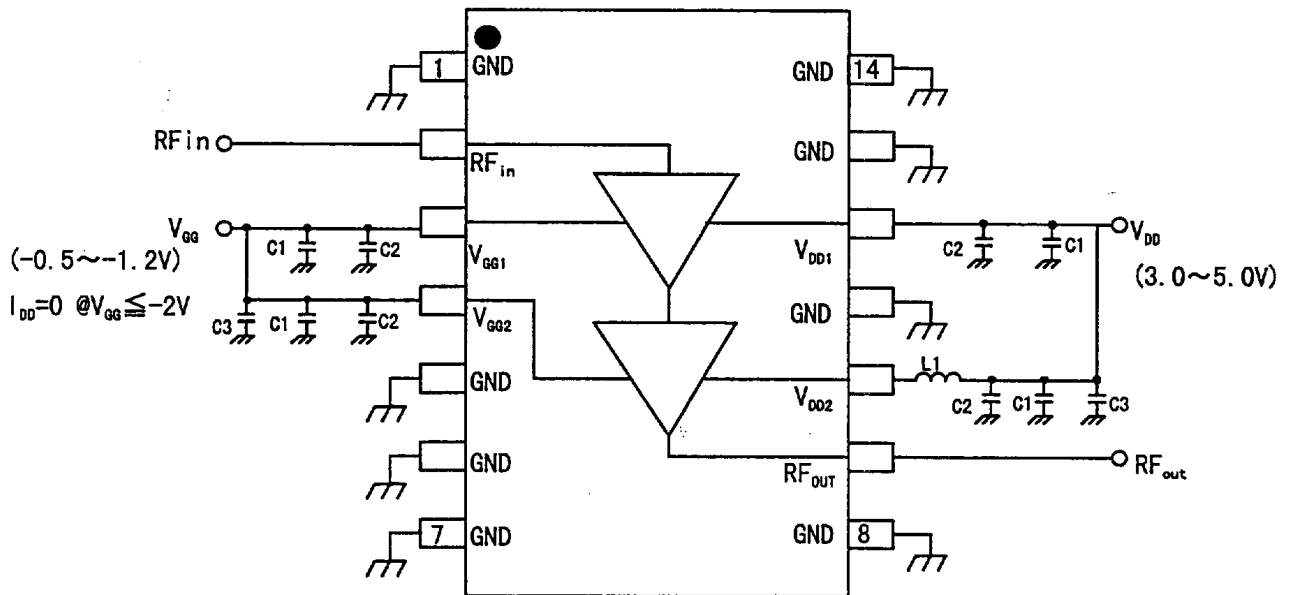 1 GND
GND 14
RFin
RFin
GND
VGG
C1 C2
VGG1
VDD1
C2 C1
VDD
(-0.5~-1.2V)
(3.0~5.0V)
IDD=0 @VGG≦-2V
C3 C1 C2
VGG2
GND
L1
GND
VDD2
C2 C1 C3
GND
RFOUT
RFout
7 GND
GND 8